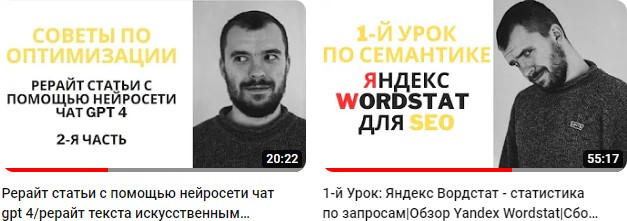 СОВЕТЫ ПО
ОПТИМИЗАЦИИ
РЕРАЙТ СТАТЬИ С
ПОМОЩЬЮ НЕЙРОСЕТИ
ЧАТ GPT 4
2-Я ЧАСТЬ
20:22
Рерайт статьи с помощью нейросети чат
gpt 4/рерайт текста искусственным...
1-Й УРОК
ПО СЕМАНТИКЕ
ЯНДЕКС
WORDSTAT
ДЛЯ SEO
55:17
1-й Урок: Яндекс Вордстат - статистика
по запросам|Обзор Yandex Wordstat|Сбо...